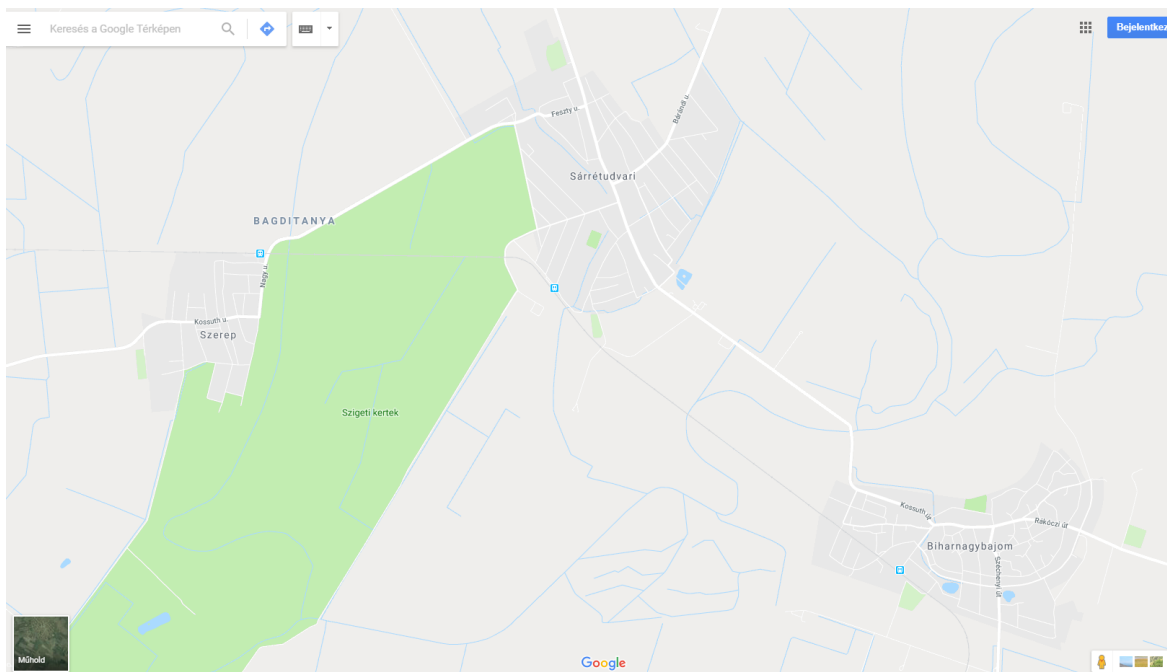 Keresés a Google Térképen
Bejelentkez
Feszty u.
Bárándi u.
Sárrétudvari
BAGDITANYA
Nagy u.
Kossuth u.
Szerep
Szigeti kertek
Kossuth út
Rákóczi út
Biharnagybajom
Széchenyi út
Műhold
Google